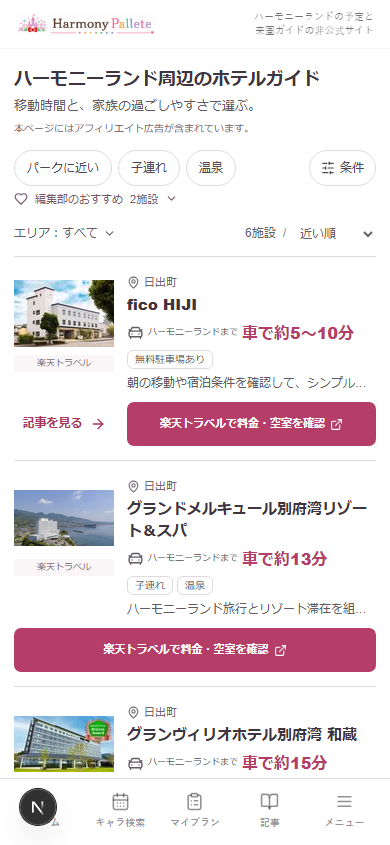 Harmony Pallete
ハーモニーランドの予定と
来園ガイドの非公式サイト
ハーモニーランド周辺のホテルガイド
移動時間と、家族の過ごしやすさで選ぶ。
本ページにはアフィリエイト広告が含まれています。
パークに近い 子連れ 温泉 条件
編集部のおすすめ 2施設
エリア：すべて 6施設 / 近い順
日出町
fico HIJI
ハーモニーランドまで 車で約5〜10分
無料駐車場あり
楽天トラベル
朝の移動や宿泊条件を確認して、シンプル…
記事を見る
楽天トラベルで料金・空室を確認
日出町
グランドメルキュール別府湾リゾー
ト＆スパ
ハーモニーランドまで 車で約13分
楽天トラベル
子連れ 温泉
ハーモニーランド旅行とリゾート滞在を組…
楽天トラベルで料金・空室を確認
日出町
グランヴィリオホテル別府湾 和蔵
ハーモニーランドまで 車で約15分
N
ム キャラ検索 マイプラン 記事 メニュー